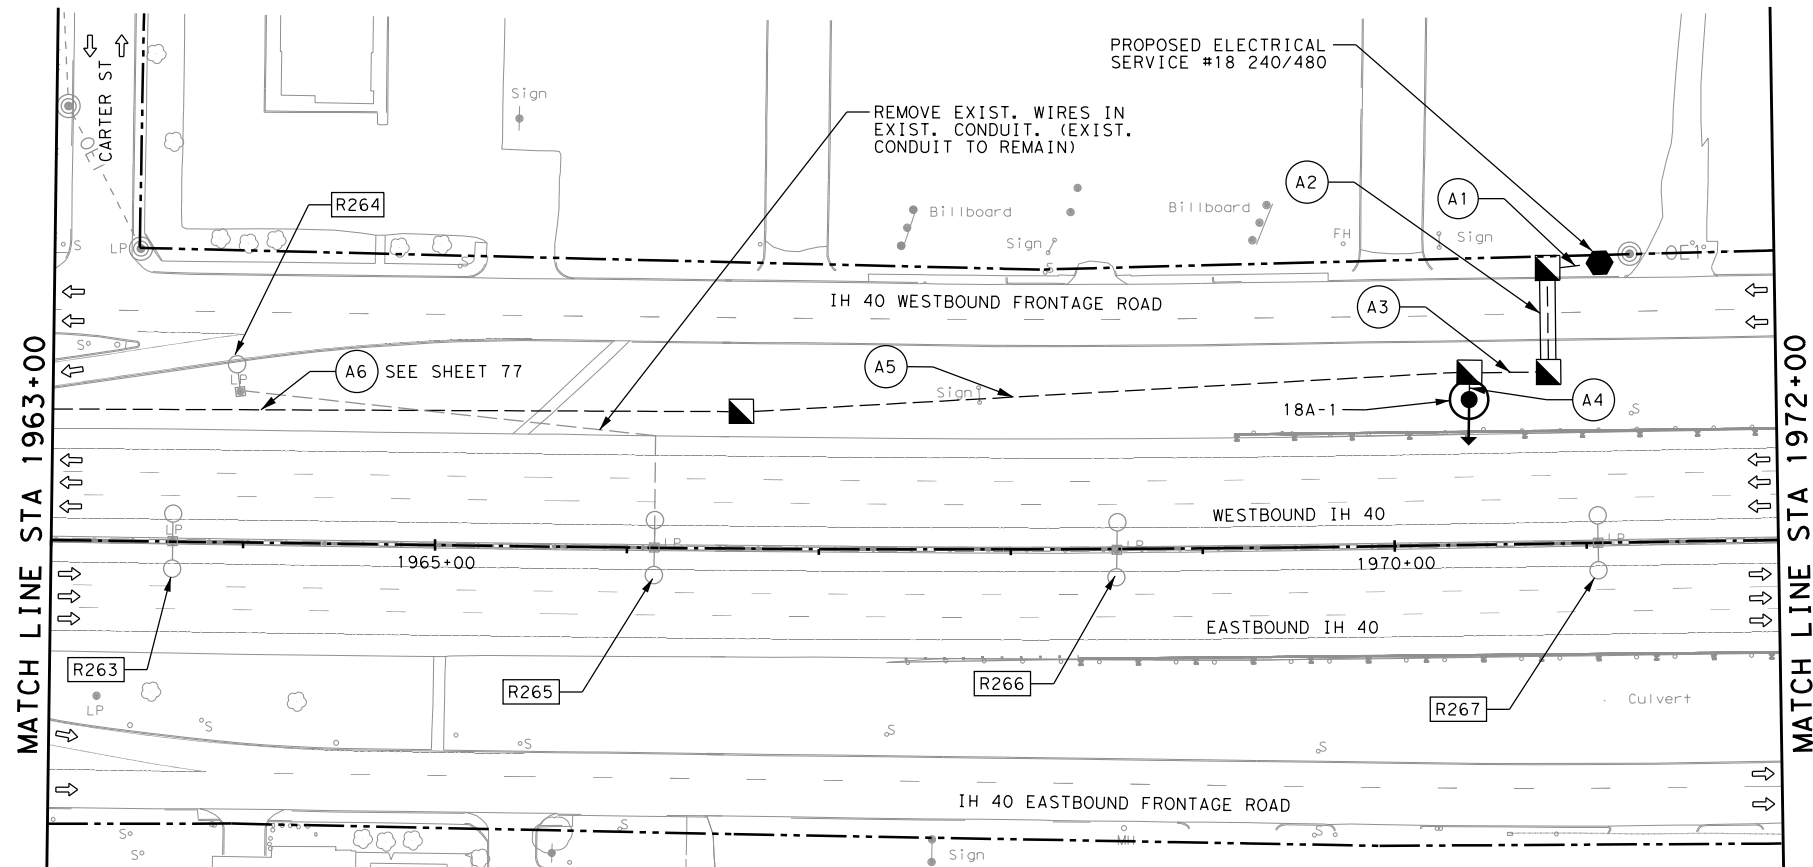 PROPOSED ELECTRICAL
SERVICE #18 240/480
CARTER ST
OE
Sign
REMOVE EXIST. WIRES IN
EXIST. CONDUIT. (EXIST.
CONDUIT TO REMAIN)
A2
A1
R264
Billboard
Billboard
Sign
FH
Sign
S
LP
S
S
OE1
IH 40 WESTBOUND FRONTAGE ROAD
A3
S
A6 SEE SHEET 77
A5
LP
Sign
A4
18A-1
S
MATCH LINE STA 1963+00
MATCH LINE STA 1972+00
WESTBOUND IH 40
LP
LP
LP
LP
1965+00
1970+00
EASTBOUND IH 40
R263
R265
R266
R267
LP
Culvert
S
S
S
S
IH 40 EASTBOUND FRONTAGE ROAD
S
S
S
MH
S
Sign